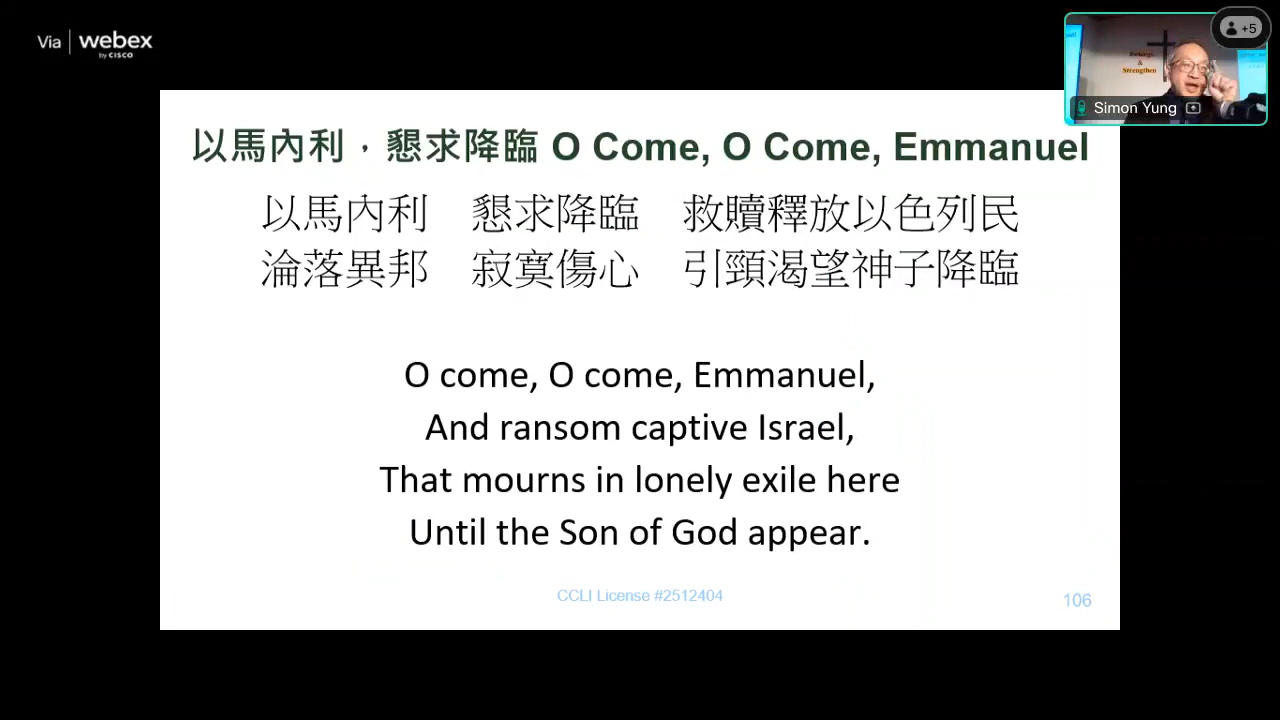 Via webex
by CISCO
+5
Strengthen
&
Simon Yung
以馬內利，懇求降臨 O Come, O Come, Emmanuel
以馬內利 懇求降臨 救贖釋放以色列民
淪落異邦 寂寞傷心 引頸渴望神子降臨
O come, O come, Emmanuel,
And ransom captive Israel,
That mourns in lonely exile here
Until the Son of God appear.
CCLI License #2512404
106